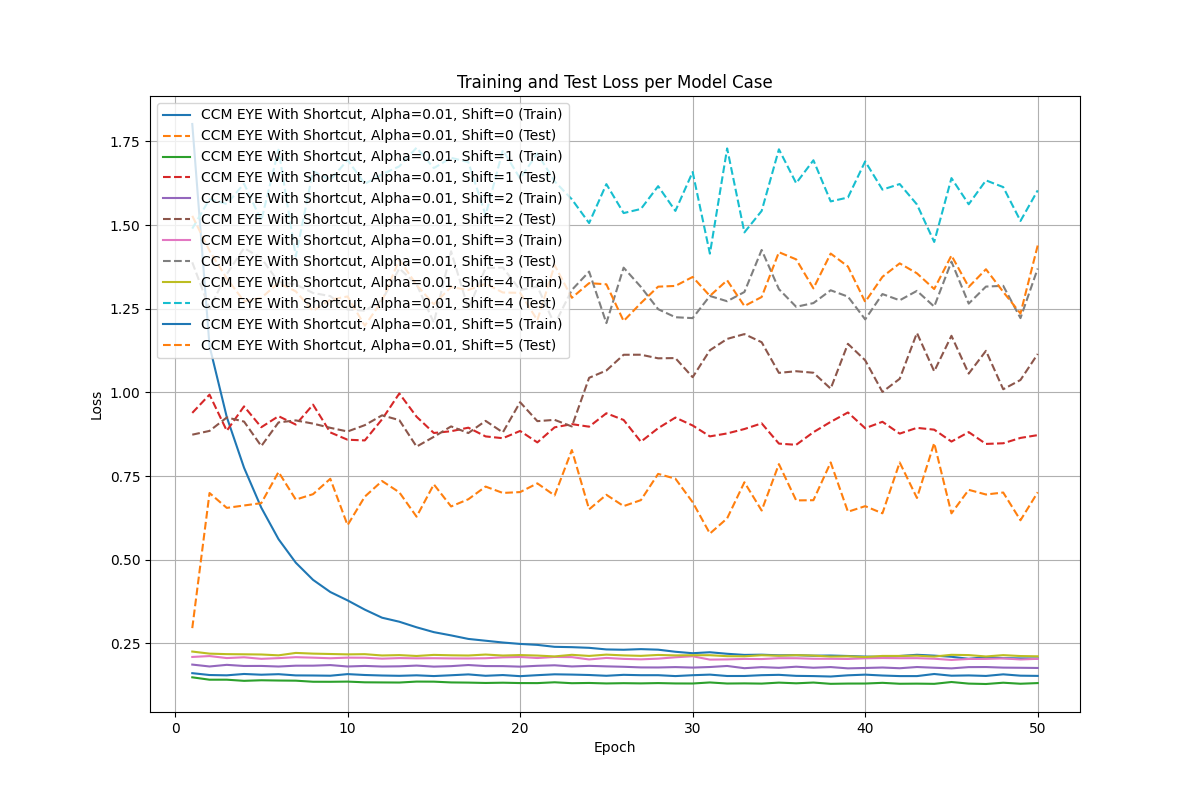 Training and Test Loss per Model Case
CCM EYE With Shortcut, Alpha=0.01, Shift=0 (Train)
CCM EYE With Shortcut, Alpha=0.01, Shift=0 (Test)
CCM EYE With Shortcut, Alpha=0.01, Shift=1 (Train)
CCM EYE With Shortcut, Alpha=0.01, Shift=1 (Test)
CCM EYE With Shortcut, Alpha=0.01, Shift=2 (Train)
CCM EYE With Shortcut, Alpha=0.01, Shift=2 (Test)
CCM EYE With Shortcut, Alpha=0.01, Shift=3 (Train)
CCM EYE With Shortcut, Alpha=0.01, Shift=3 (Test)
CCM EYE With Shortcut, Alpha=0.01, Shift=4 (Train)
CCM EYE With Shortcut, Alpha=0.01, Shift=4 (Test)
CCM EYE With Shortcut, Alpha=0.01, Shift=5 (Train)
CCM EYE With Shortcut, Alpha=0.01, Shift=5 (Test)
1.75
1.50
1.25
1.00
0.75
0.50
0.25
Loss
0 10 20 30 40 50
Epoch